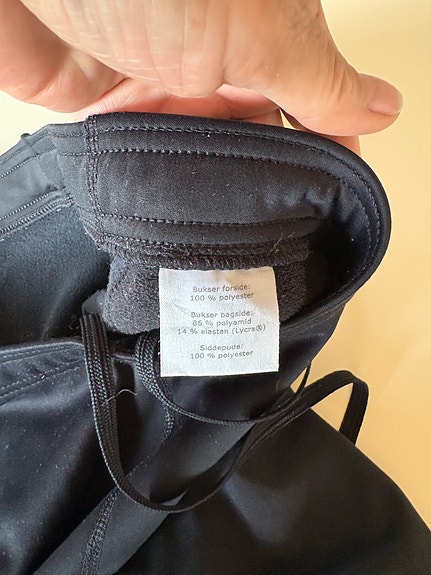 Bukser forside:
100 % polyester
Bukser bagside:
86 % polyamid
14 % elastan (Lycra®)
Siddepude:
100 % polyester